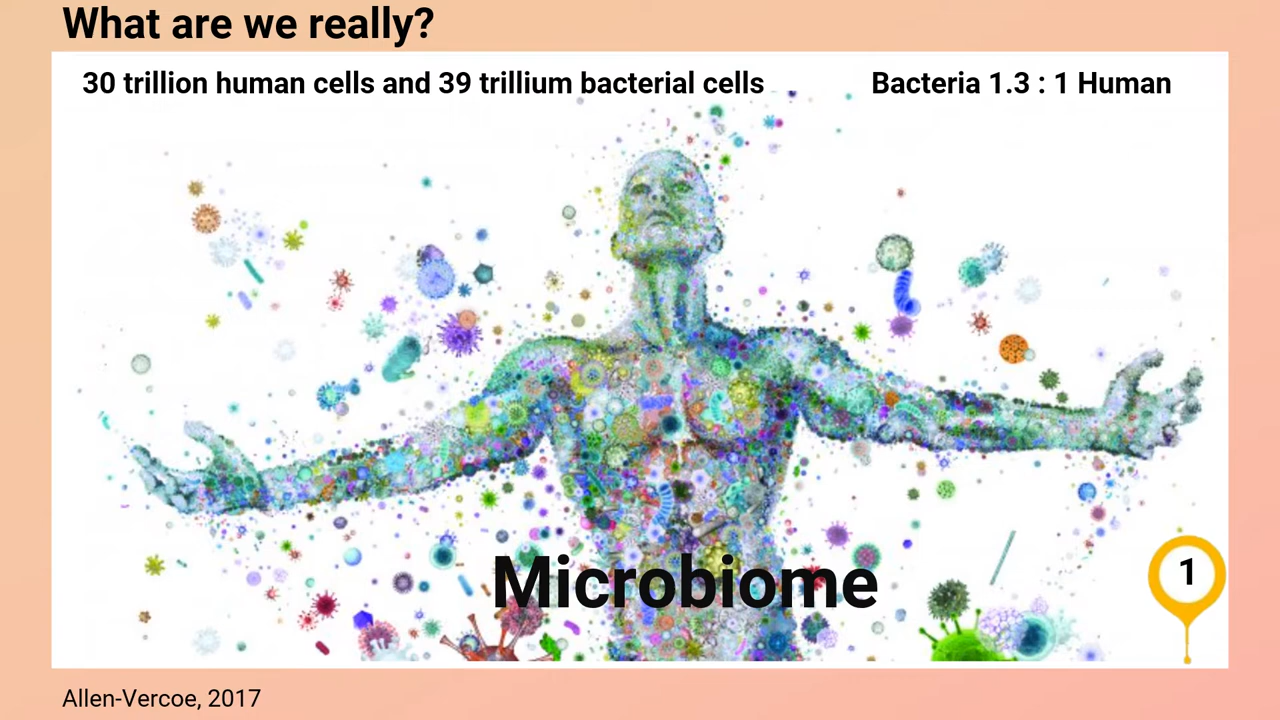 What are we really?
30 trillion human cells and 39 trillium bacterial cells
Bacteria 1.3 : 1 Human
Microbiome
1
Allen-Vercoe, 2017